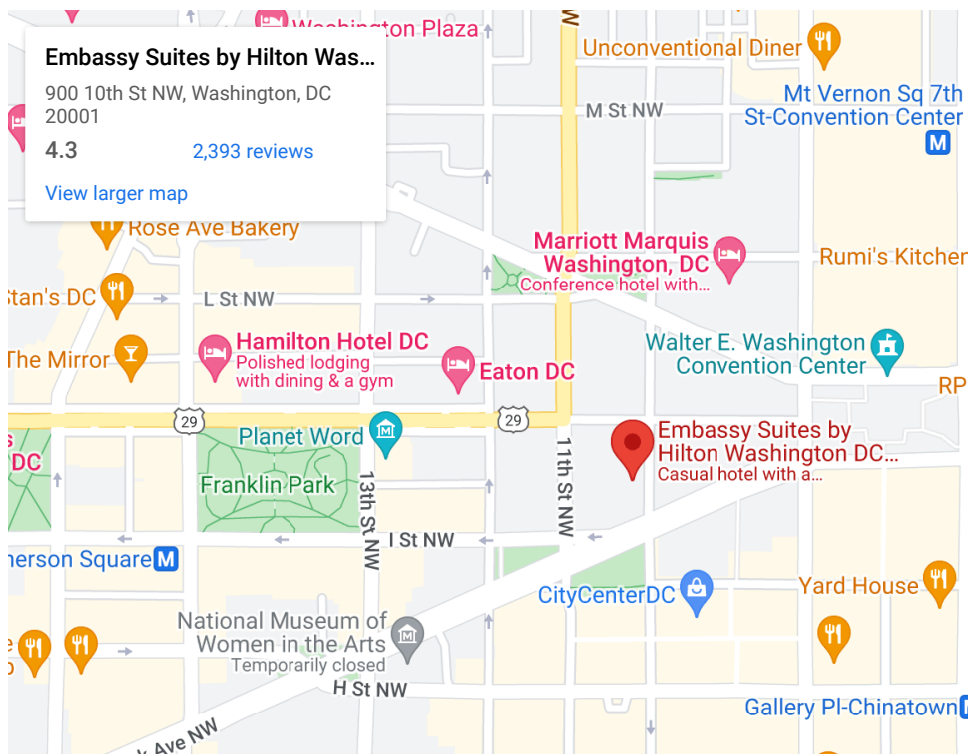 Washington Plaza
Embassy Suites by Hilton Was...
900 10th St NW, Washington, DC
20001
4.3
2,393 reviews
View larger map
Unconventional Diner
Mt Vernon Sq 7th
St-Convention Center
M
M St NW
Rose Ave Bakery
Marriott Marquis
Washington, DC
Conference hotel with...
Rumi's Kitchen
Stan's DC
L St NW
The Mirror
Hamilton Hotel DC
Polished lodging
with dining & a gym
Eaton DC
Walter E. Washington
Convention Center
RP
29
29
Planet Word
DC
Franklin Park
13th St NW
11th St NW
Embassy Suites by
Hilton Washington DC...
Casual hotel with a...
I St NW
herson Square M
CityCenterDC
Yard House
National Museum of
Women in the Arts
Temporarily closed
H St NW
k Ave NW
Gallery Pl-Chinatown